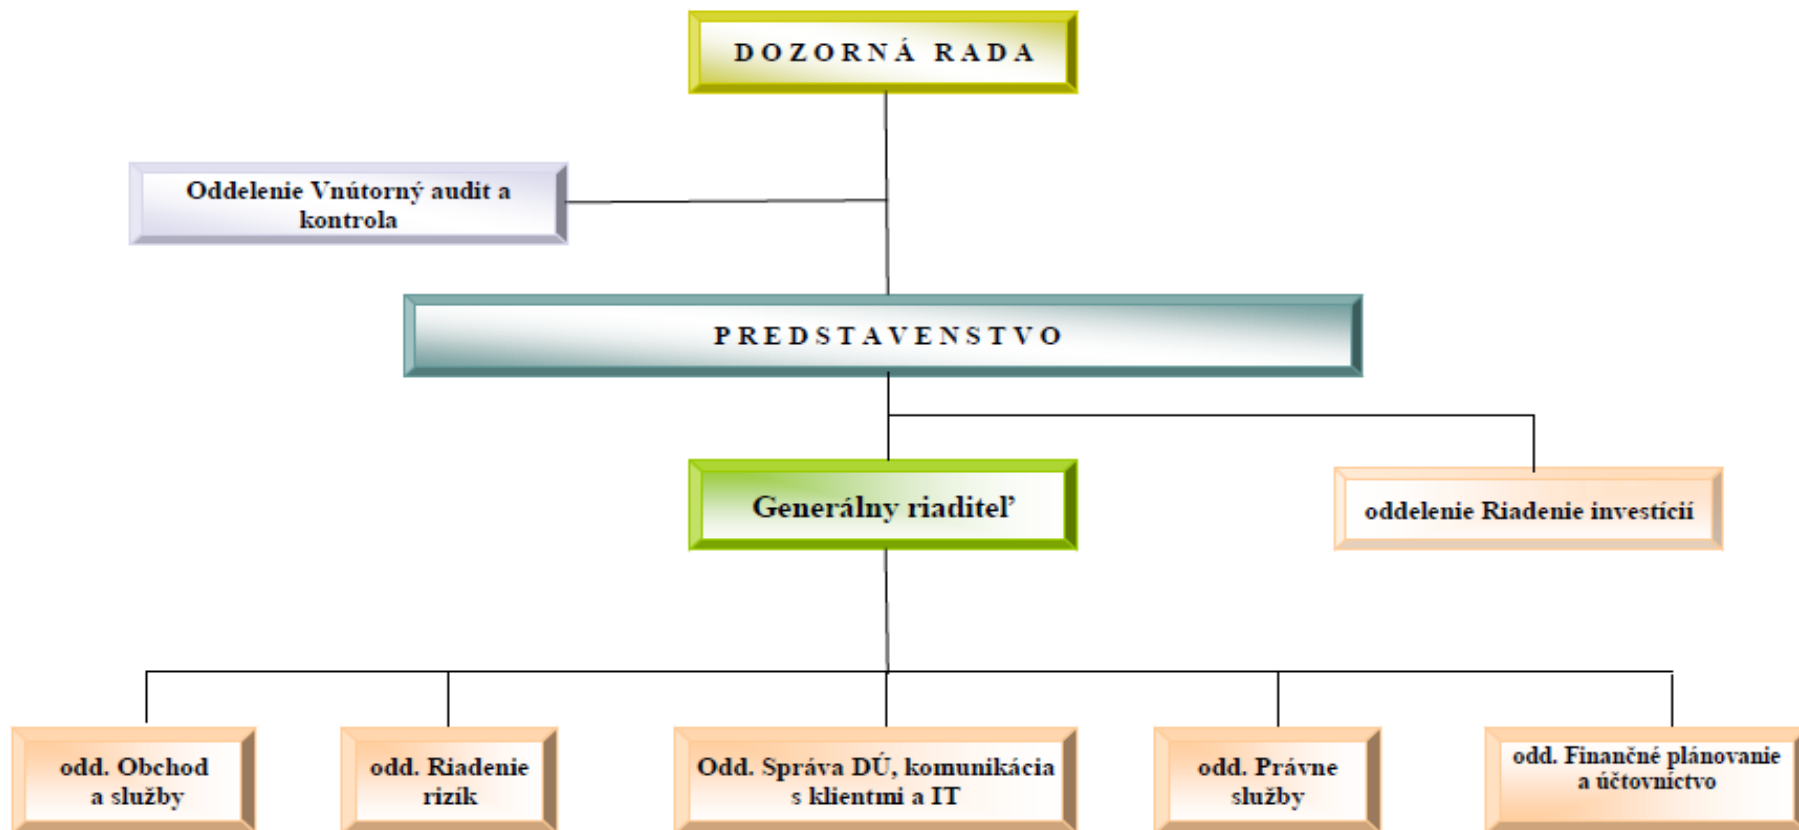 DOZORNÁ RADA
Oddelenie Vnútorný audit a
kontrola
PREDSTAVENSTVO
Generálny riaditeľ
oddelenie Riadenie investícií
odd. Obchod
a služby
odd. Riadenie
rizík
Odd. Správa DÚ, komunikácia
s klientmi a IT
odd. Právne
služby
odd. Finančné plánovanie
a účtovníctvo